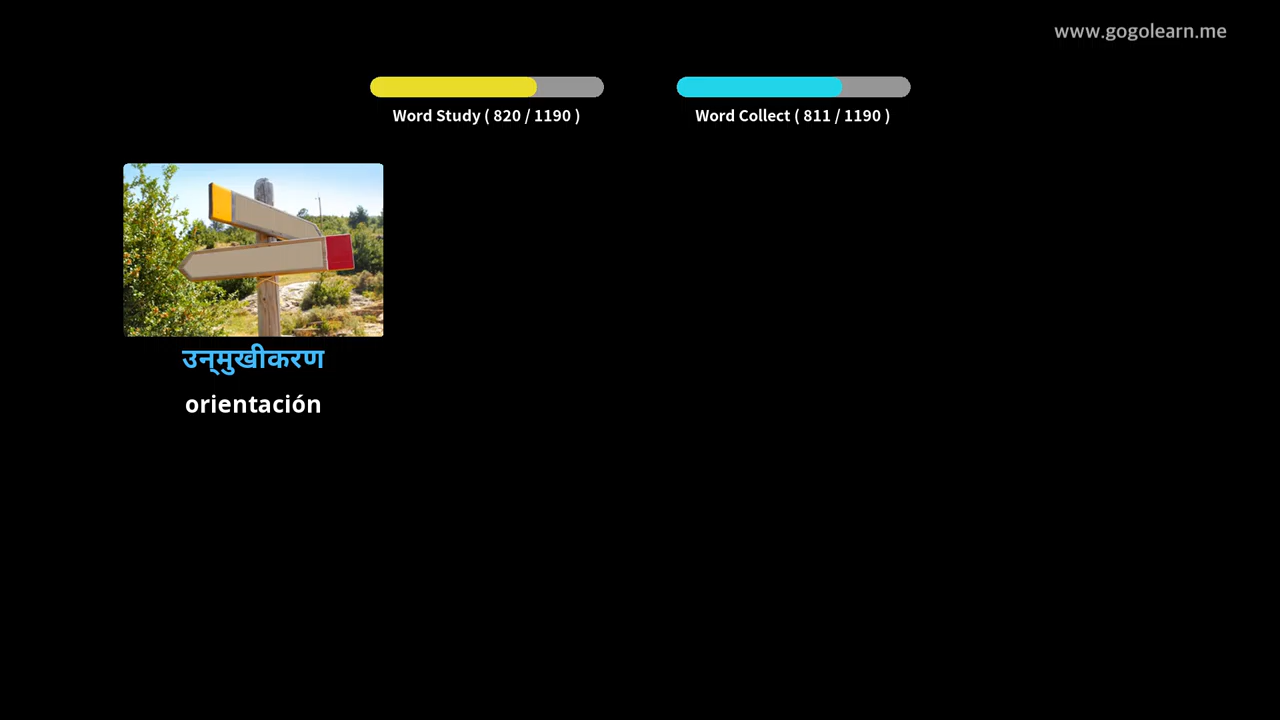 www.gogolearn.me
Word Study ( 820 / 1190 )
Word Collect ( 811 / 1190 )
उन्मुखीकरण
orientación